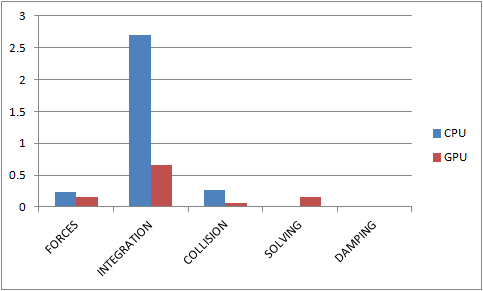 3
2.5
2
1.5
1
0.5
0
FORCES
INTEGRATION
COLLISION
SOLVING
DAMPING
CPU
GPU